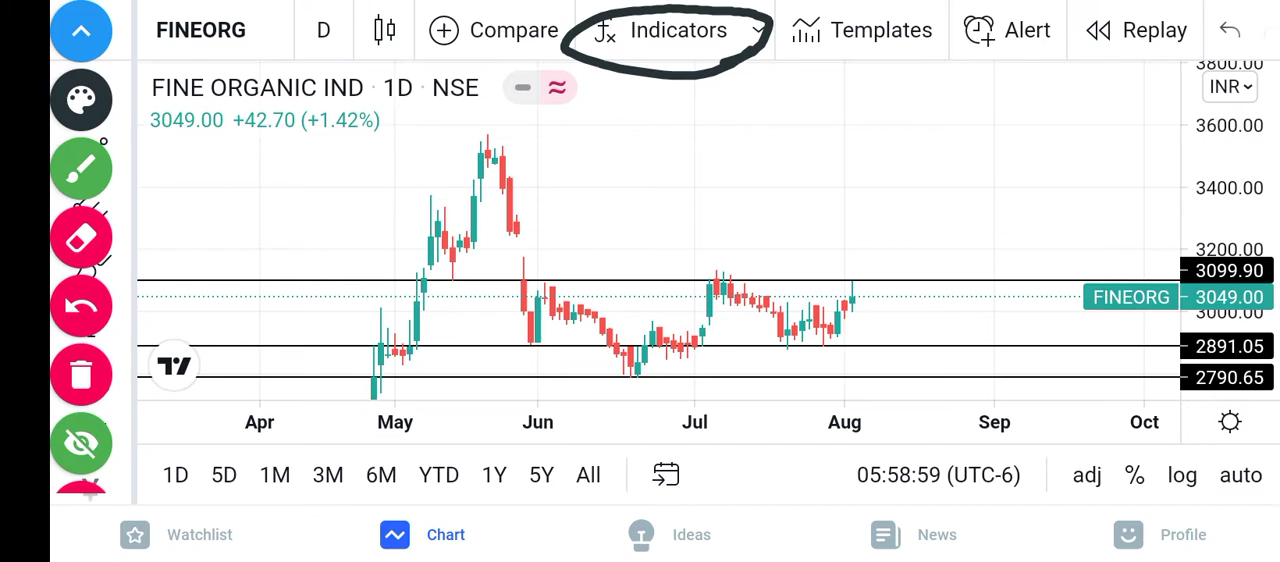 FINEORG D Compare fx Indicators Templates Alert Replay
FINE ORGANIC IND · 1D · NSE
3049.00 +42.70 (+1.42%)
INR
3600.00
3400.00
3200.00
3099.90
FINEORG 3049.00
3000.00
2891.05
2790.65
Apr May Jun Jul Aug Sep Oct
1D 5D 1M 3M 6M YTD 1Y 5Y All 05:58:59 (UTC-6) adj % log auto
Watchlist Chart Ideas News Profile